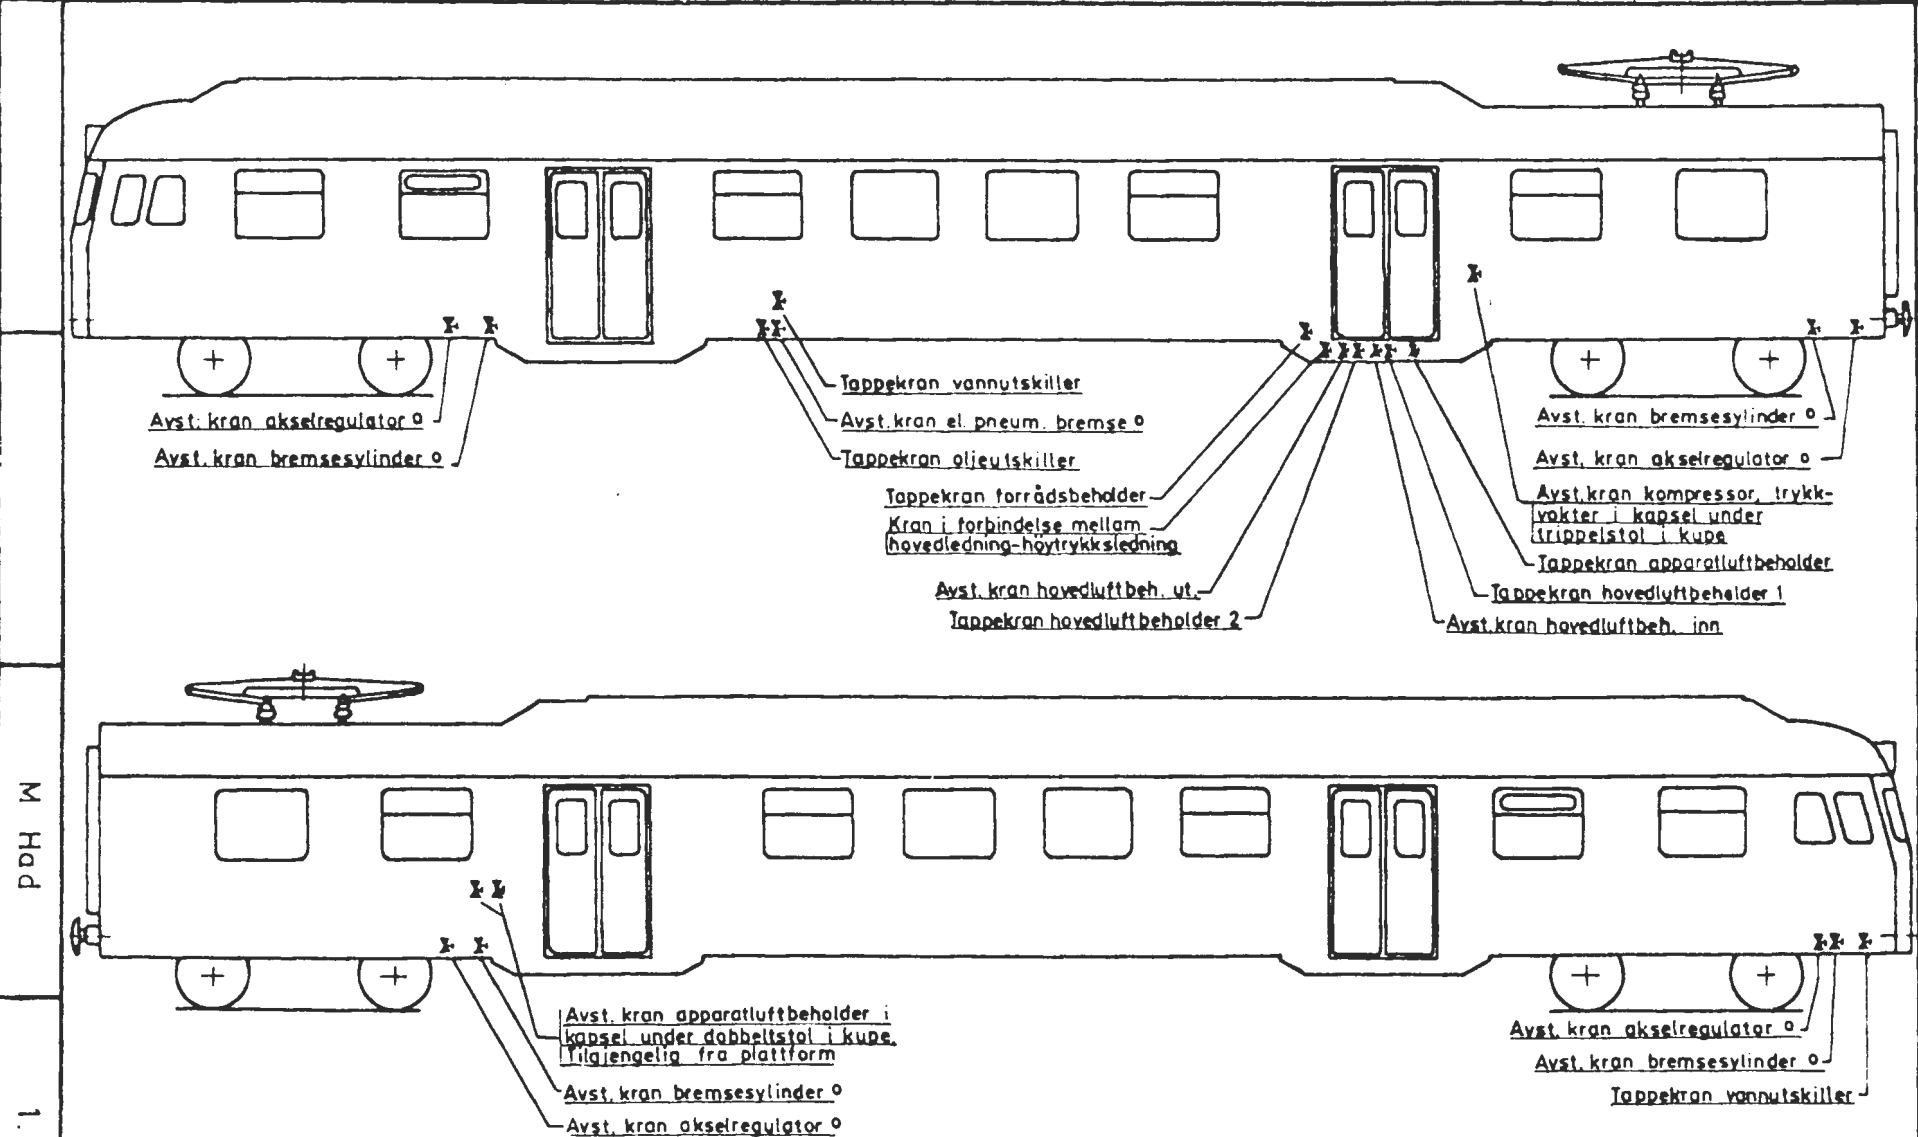 Tappekran vannutskiller
Avst. kran akselregulator o
Avst. kran el. pneum. bremse o
Avst. kran bremsesylinder o
Tappekran oljeutskiller
Avst. kran bremsesylinder o
Avst. kran akselregulator o
Tappekran forrådsbeholder
Kran i forbindelse mellam
hovedledning-höytrykksledning
Avst. kran kompressor, trykk-
vakter i kapsel under
trippelstol i kupe
Tappekran apparatluftbeholder
Avst. kran hovedluftbeh. ut.
Tappekran hovedluftbeholder 1
Tappekran hovedluftbeholder 2
Avst. kran hovedluftbeh. inn
M Had
Avst. kran apparatluftbeholder i
kapsel under dobbeltstol i kupe.
Tilgjengelig fra plattform
Avst. kran akselregulator o
Avst. kran bremsesylinder o
Avst. kran bremsesylinder o
Tappekran vannutskiller
Avst. kran akselregulator o
1.